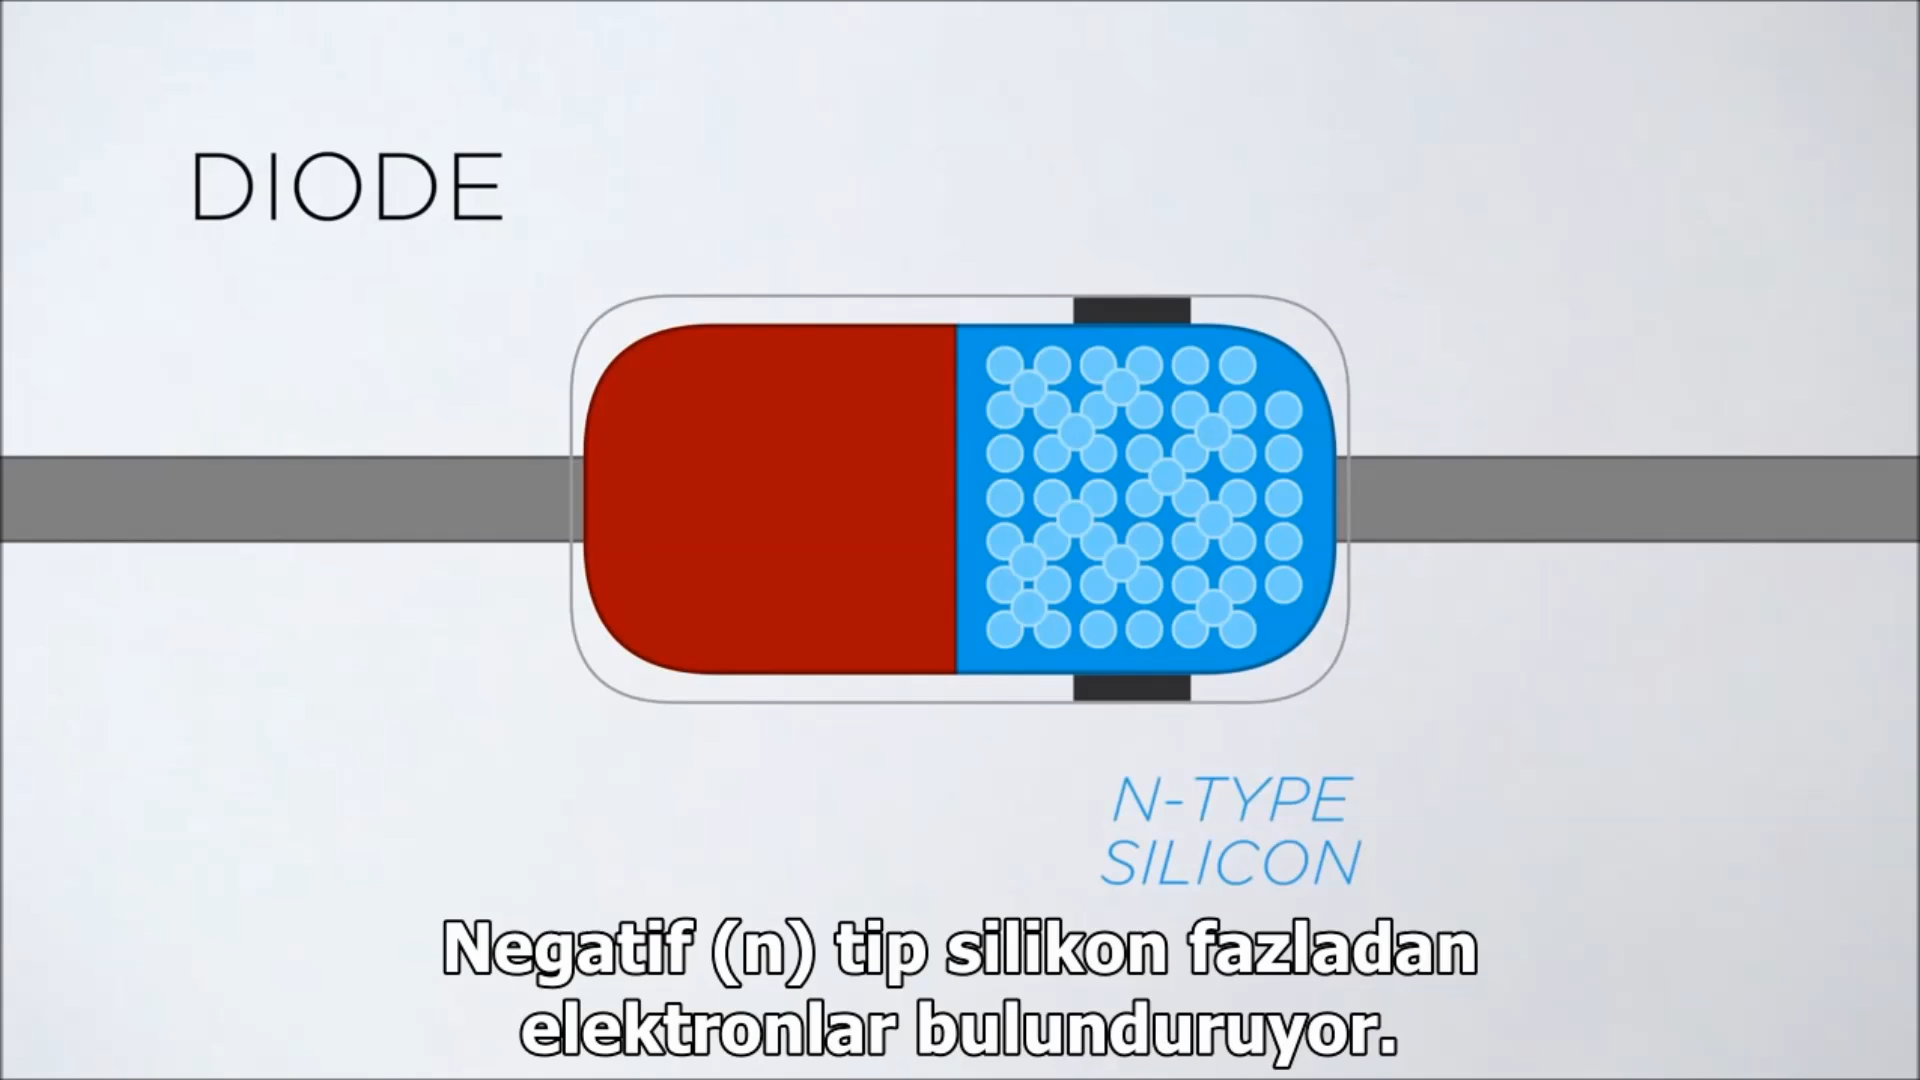 DIODE
N-TYPE
SILICON
Negatif (n) tip silikon fazladan
elektronlar bulunduruyor.